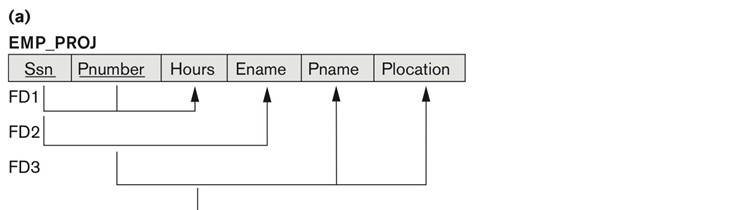 (a)
EMP_PROJ
Ssn Pnumber Hours Ename Pname Plocation
FD1
FD2
FD3